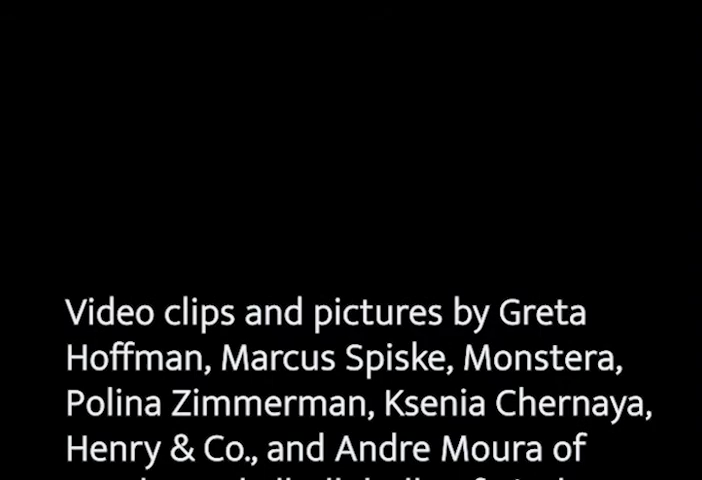 Video clips and pictures by Greta
Hoffman, Marcus Spiske, Monstera,
Polina Zimmerman, Ksenia Chernaya,
Henry & Co., and Andre Moura of